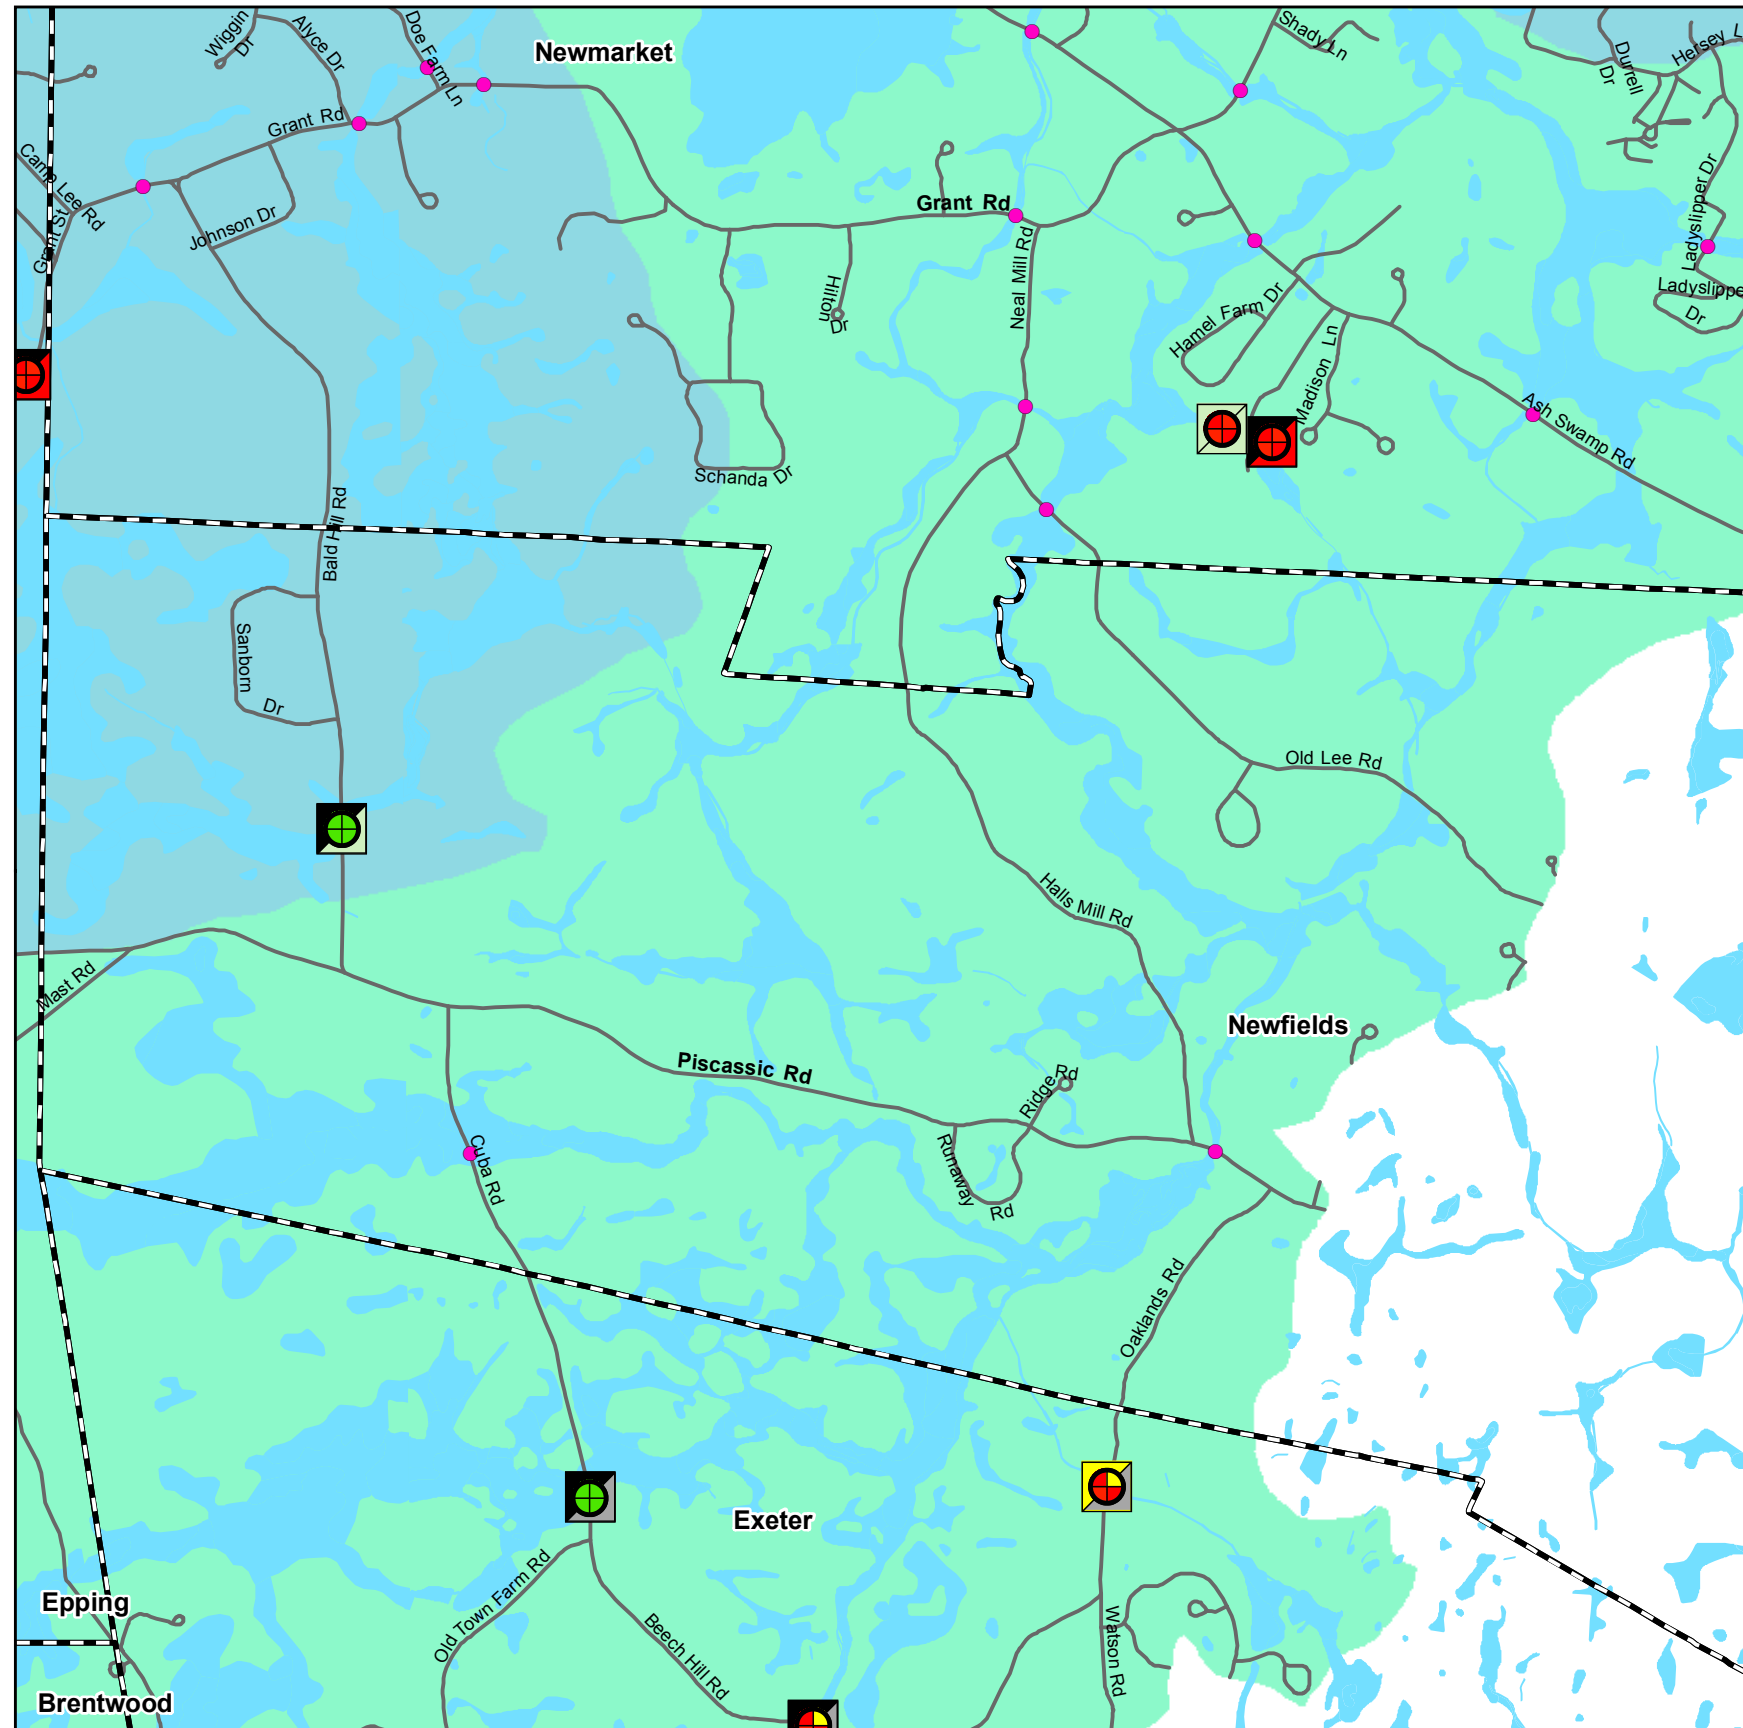 Wiggin
Dr
Alyce Dr
Doe Farm Ln
Newmarket
Shady Ln
Durrell
Dr
Hersey L
Grant Rd
Camp Lee Rd
Grant St
Johnson Dr
Grant Rd
Neal Mill Rd
Hilton
Dr
Hamel Farm Dr
Madison Ln
Ladyslipper Dr
Ladyslippe
Dr
Ash Swamp Rd
Schanda Dr
Bald Hill Rd
Sanborn
Dr
Old Lee Rd
Halls Mill Rd
Mast Rd
Newfields
Piscassic Rd
Ridge Rd
Runaway
Rd
Cuba Rd
Oaklands Rd
Exeter
Old Town Farm Rd
Beech Hill Rd
Watson Rd
Epping
Brentwood